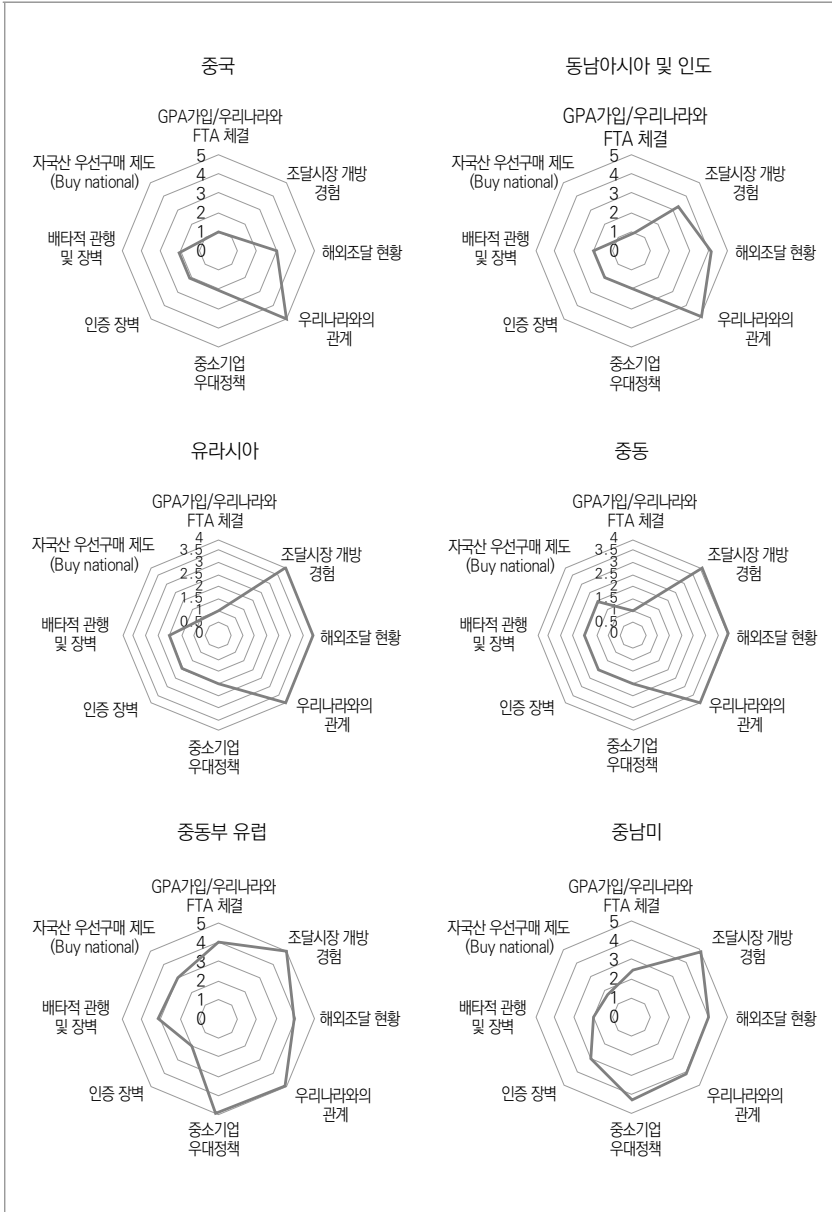 중국
GPA가입/우리나라와
FTA 체결
자국산 우선구매 제도
(Buy national)
조달시장 개방
경험
배타적 관행
및 장벽
해외조달 현황
인증 장벽
우리나라와의
관계
중소기업
우대정책
5
4
3
2
1
0
동남아시아 및 인도
GPA가입/우리나라와
FTA 체결
자국산 우선구매 제도
(Buy national)
조달시장 개방
경험
배타적 관행
및 장벽
해외조달 현황
인증 장벽
우리나라와의
관계
중소기업
우대정책
5
4
3
2
1
0
유라시아
GPA가입/우리나라와
FTA 체결
자국산 우선구매 제도
(Buy national)
조달시장 개방
경험
배타적 관행
및 장벽
해외조달 현황
인증 장벽
우리나라와의
관계
중소기업
우대정책
4
3.5
3
2.5
2
1.5
1
0.5
0
중동
GPA가입/우리나라와
FTA 체결
자국산 우선구매 제도
(Buy national)
조달시장 개방
경험
배타적 관행
및 장벽
해외조달 현황
인증 장벽
우리나라와의
관계
중소기업
우대정책
4
3.5
3
2.5
2
1.5
1
0.5
0
중동부 유럽
GPA가입/우리나라와
FTA 체결
자국산 우선구매 제도
(Buy national)
조달시장 개방
경험
배타적 관행
및 장벽
해외조달 현황
인증 장벽
우리나라와의
관계
중소기업
우대정책
5
4
3
2
1
0
중남미
GPA가입/우리나라와
FTA 체결
자국산 우선구매 제도
(Buy national)
조달시장 개방
경험
배타적 관행
및 장벽
해외조달 현황
인증 장벽
우리나라와의
관계
중소기업
우대정책
5
4
3
2
1
0